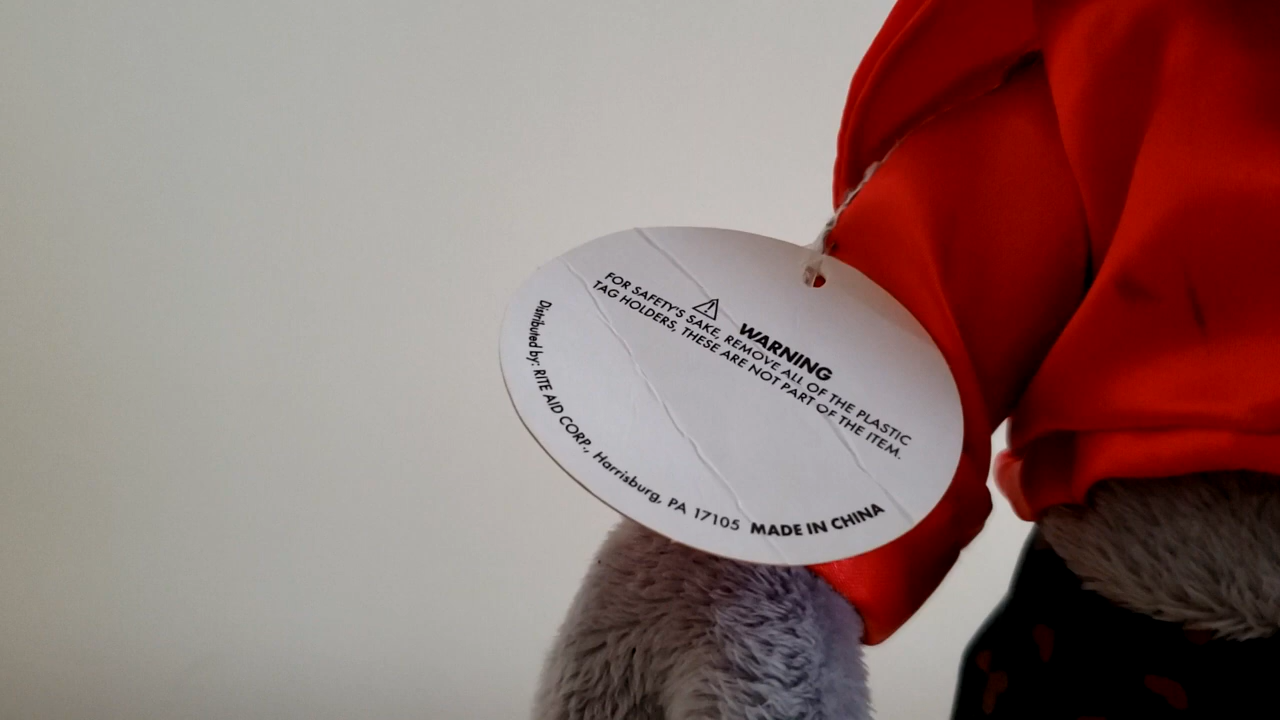 WARNING
FOR SAFETY'S SAKE, REMOVE ALL OF THE PLASTIC
TAG HOLDERS, THESE ARE NOT PART OF THE ITEM.
Distributed by: RITE AID CORP., Harrisburg, PA 17105 MADE IN CHINA